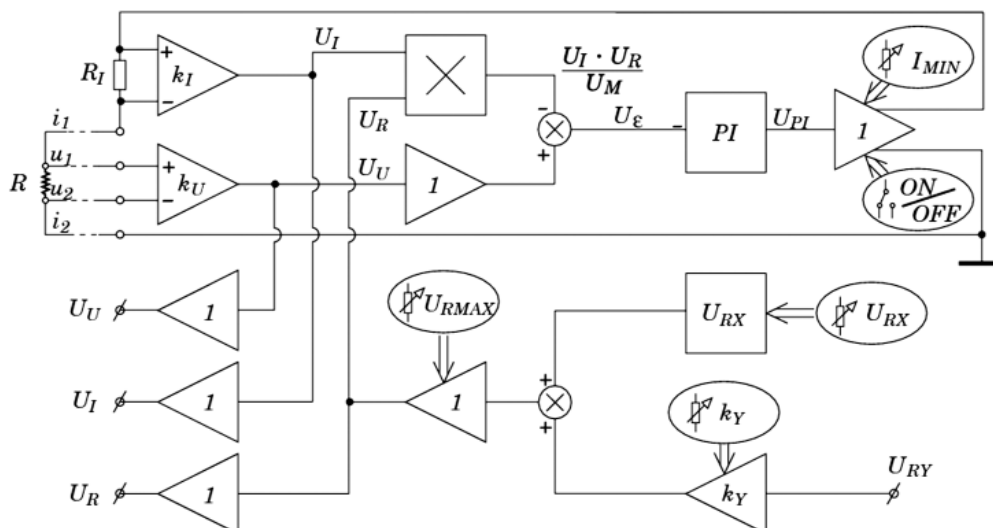 U_I
U_I · U_R
U_M
I_MIN
R_I
+
−
k_I
U_R
−
U_ε
−
PI
U_PI
1
i_1
+
u_1
+
U_U
R
k_U
1
u_2
−
ON
OFF
i_2
U_U
1
U_RMAX
U_RX
U_RX
U_I
1
+
1
+
k_Y
U_R
1
k_Y
U_RY